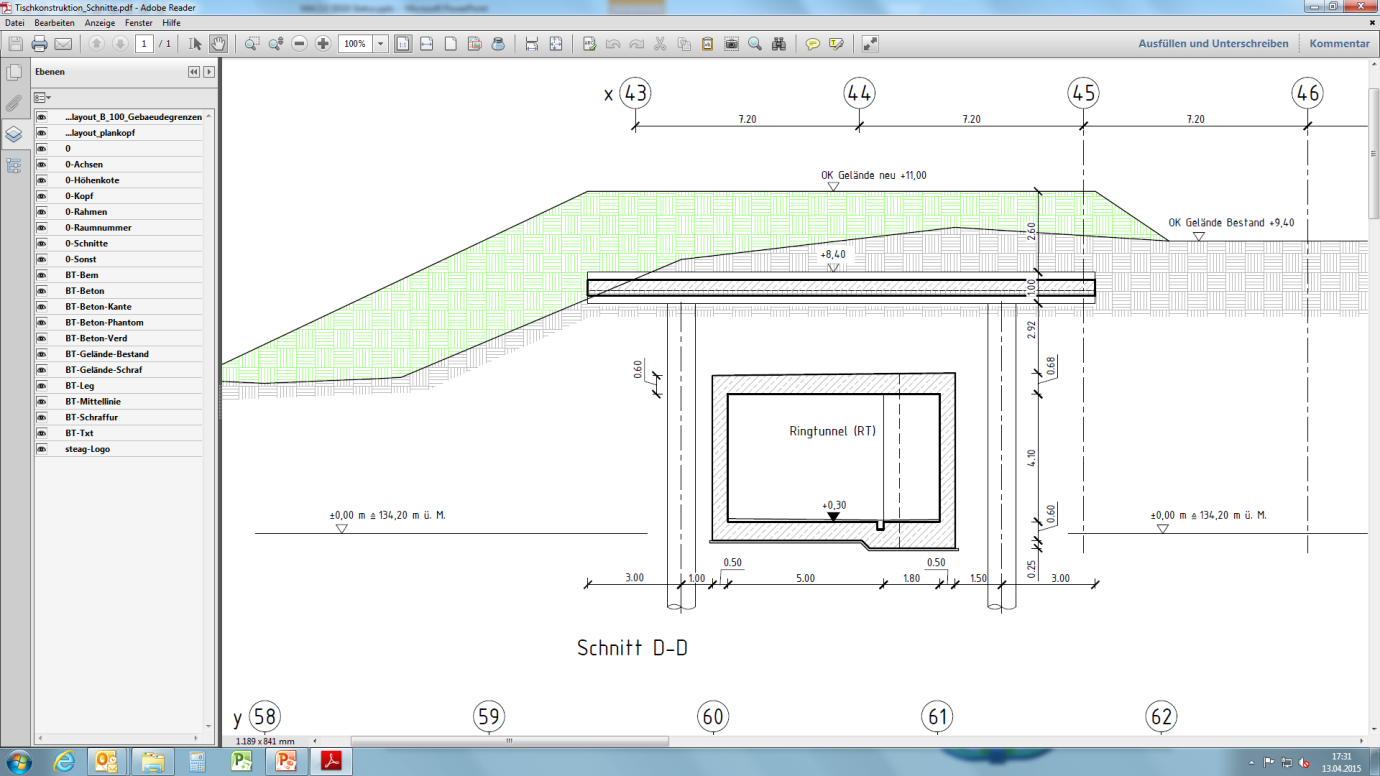 Tischkonstruktion_Schnitte.pdf - Adobe Reader
Datei Bearbeiten Anzeige Fenster Hilfe
1 / 1
100%
Ausfüllen und Unterschreiben Kommentar
Ebenen
...layout_B_100_Gebaeudegrenzen
...layout_plankopf
0
0-Achsen
0-Höhenkote
0-Kopf
0-Rahmen
0-Raumnummer
0-Schnitte
0-Sonst
BT-Bem
BT-Beton
BT-Beton-Kante
BT-Beton-Phantom
BT-Beton-Verd
BT-Gelände-Bestand
BT-Gelände-Schraf
BT-Leg
BT-Mittellinie
BT-Schraffur
BT-Txt
steag-Logo
x 43 44 45 46
7.20 7.20 7.20
OK Gelände neu +11,00
OK Gelände Bestand +9,40
2.60
+8,40
1.00
2.92
0.60
0.68
Ringtunnel (RT)
4.10
+0,30
±0,00 m ≙ 134,20 m ü. M.
0.60
±0,00 m ≙ 134,20 m ü. M.
0.50 0.50
0.25
3.00 1.00 5.00 1.80 1.50 3.00
Schnitt D-D
y 58 59 60 61 62
1.189 x 841 mm
17:31
13.04.2015